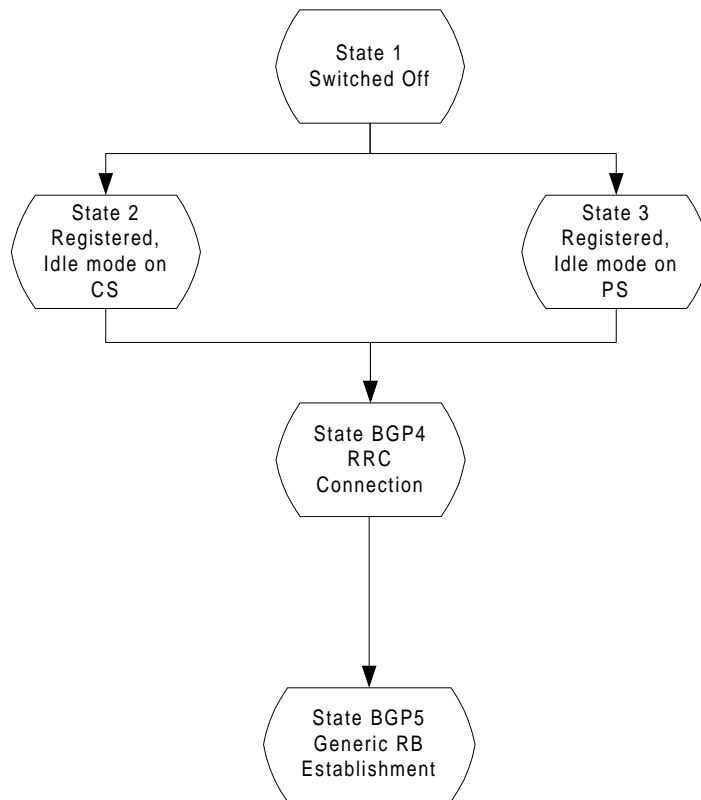 State 1
Switched Off
State 2
Registered,
Idle mode on
CS
State 3
Registered,
Idle mode on
PS
State BGP4
RRC
Connection
State BGP5
Generic RB
Establishment